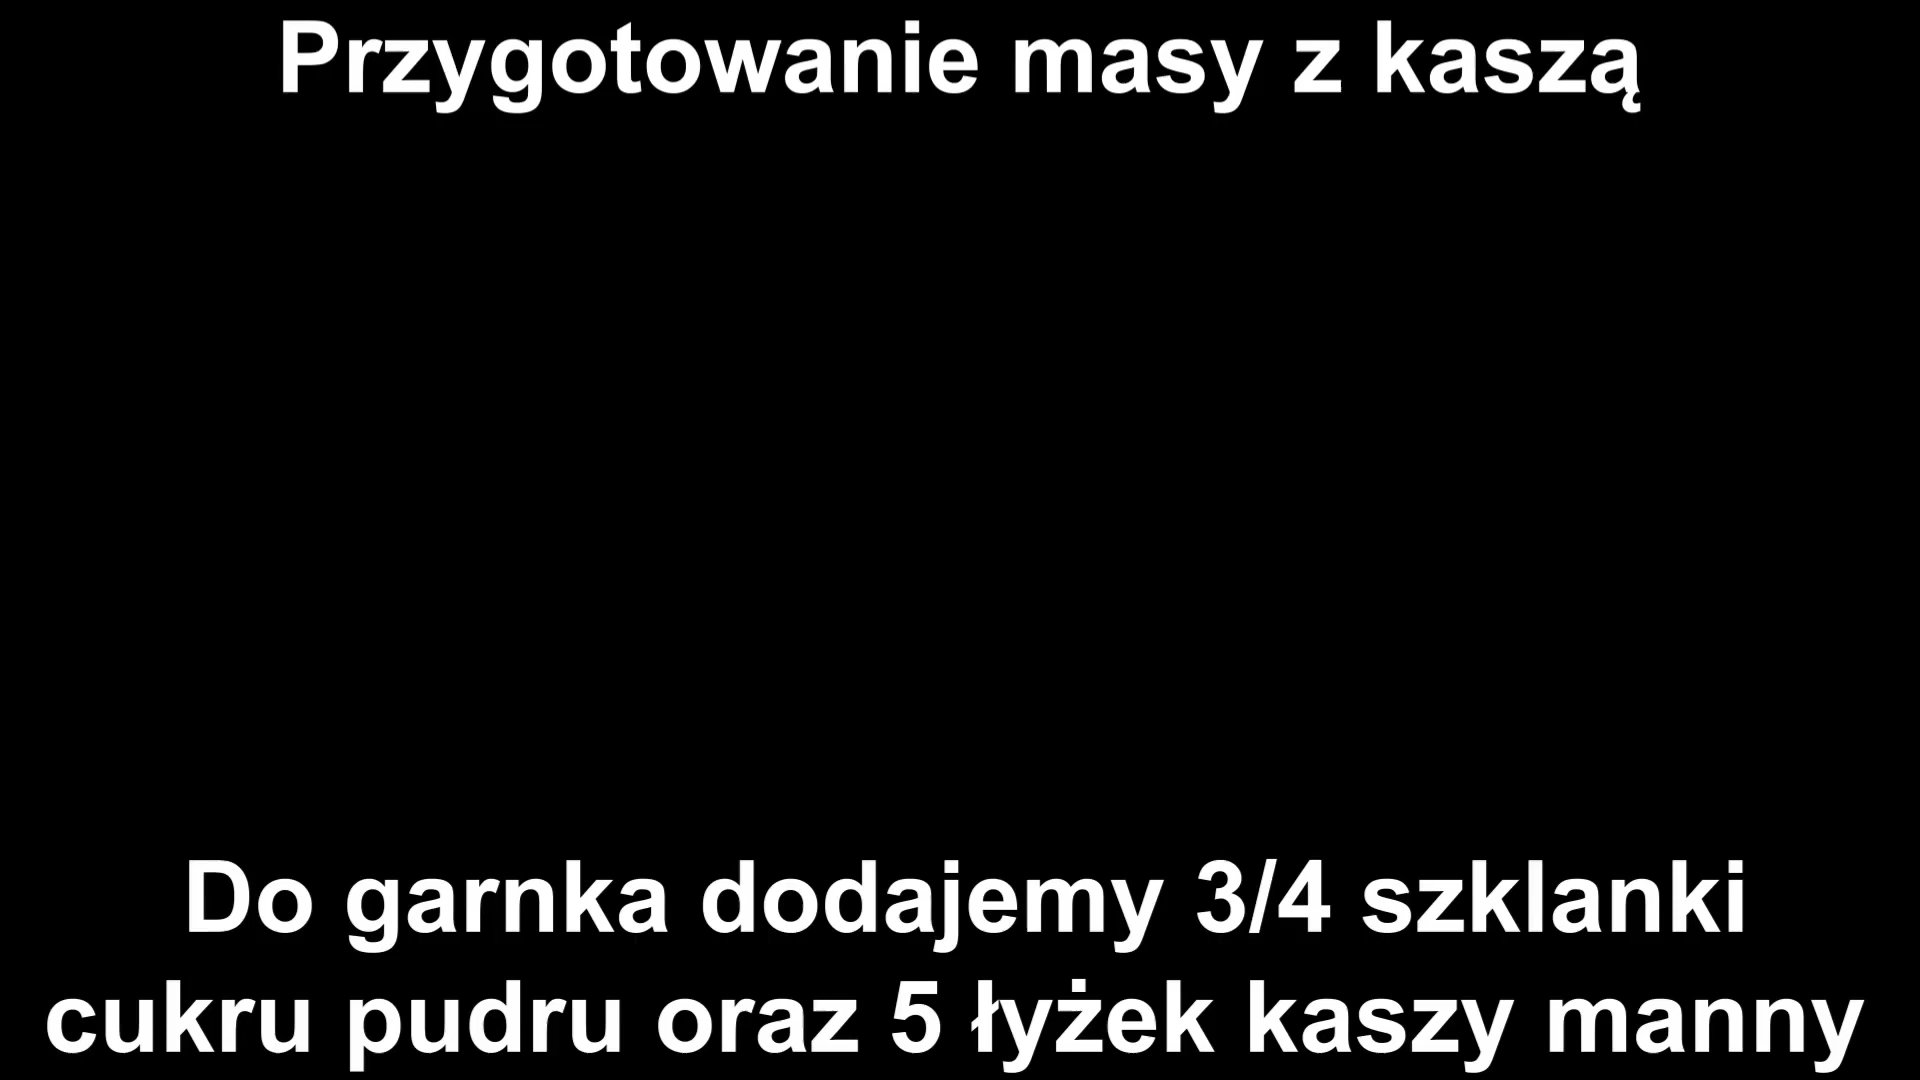 Przygotowanie masy z kaszą
Do garnka dodajemy 3/4 szklanki
cukru pudru oraz 5 łyżek kaszy manny